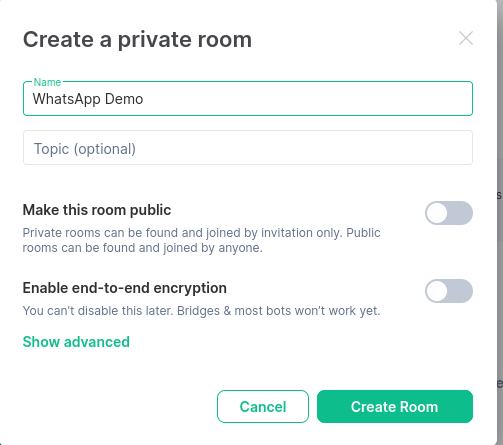 Create a private room
Name
WhatsApp Demo
Topic (optional)
Make this room public
Private rooms can be found and joined by invitation only. Public
rooms can be found and joined by anyone.
Enable end-to-end encryption
You can't disable this later. Bridges & most bots won't work yet.
Show advanced
Cancel
Create Room